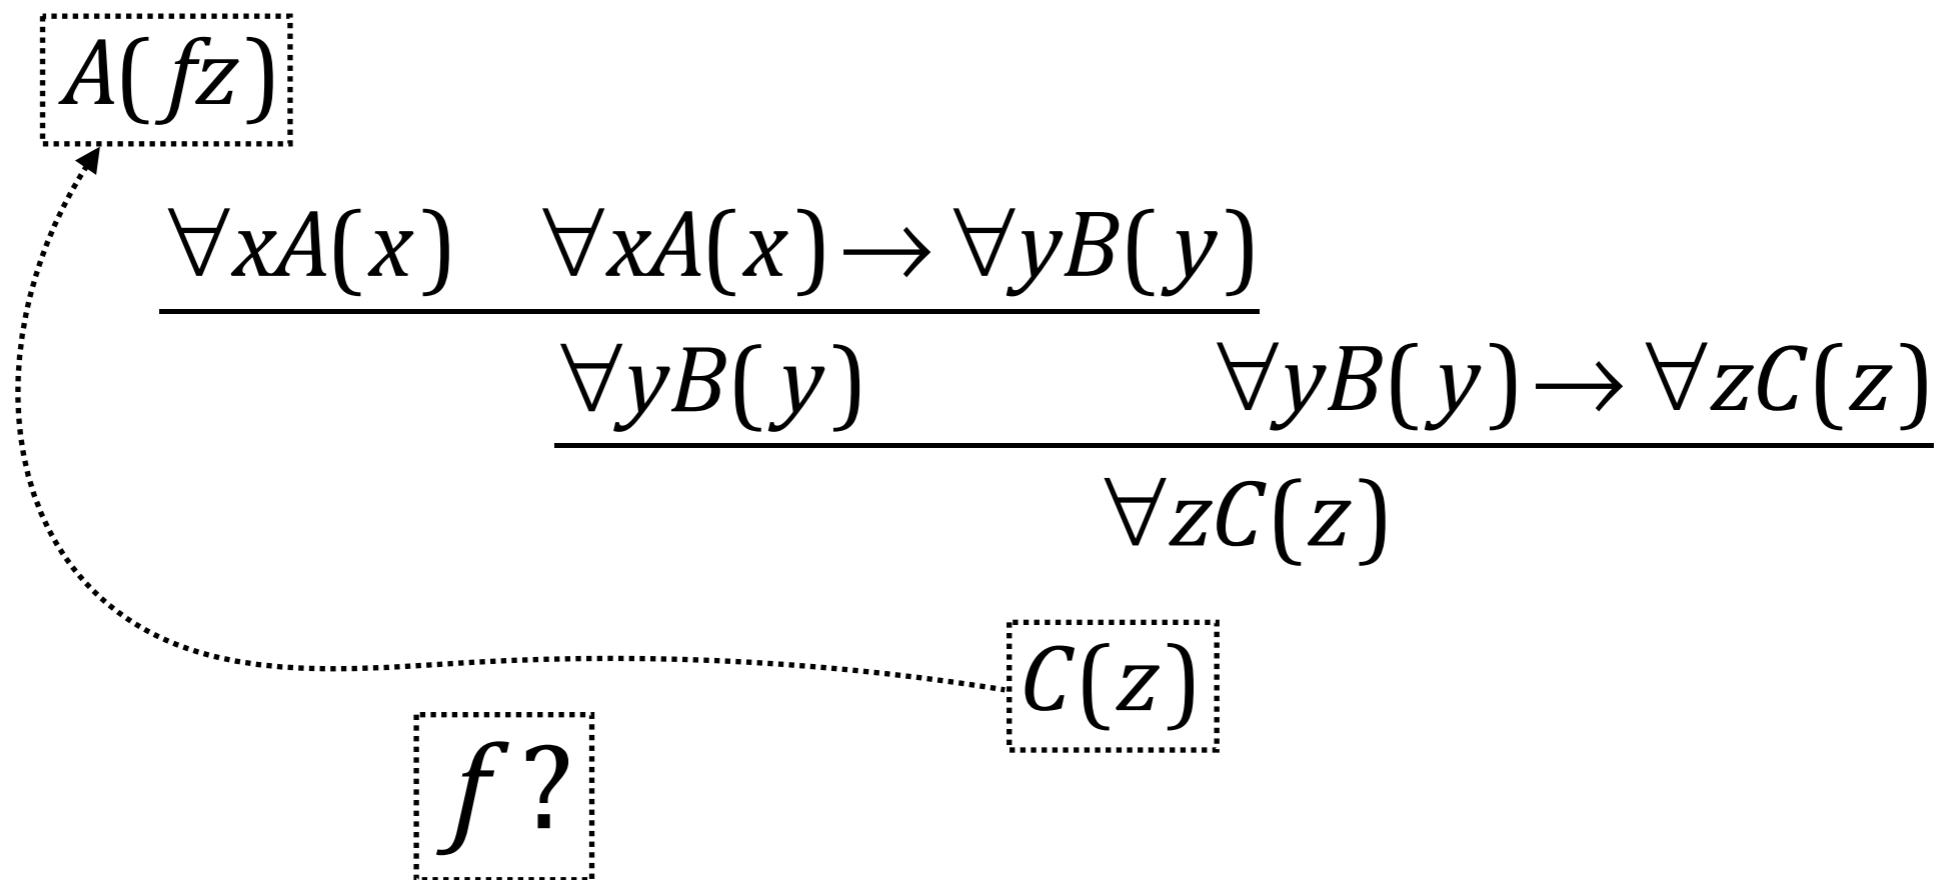 A(fz)
∀xA(x) ∀xA(x)→∀yB(y)
∀yB(y) ∀yB(y)→∀zC(z)
∀zC(z)
C(z)
f?